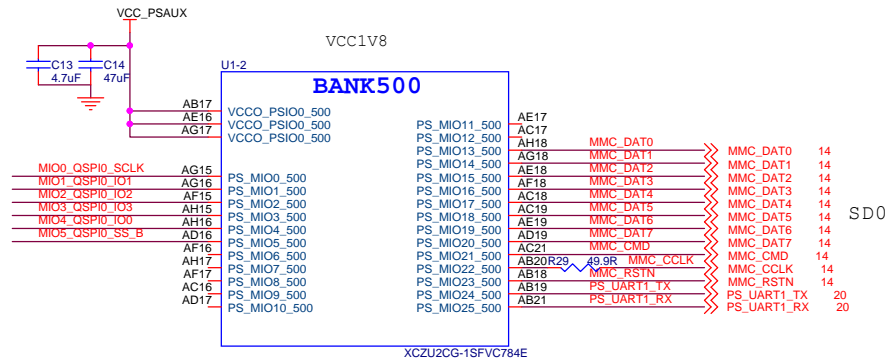 VCC_PSAUX
VCC1V8
C13
4.7uF
C14
47uF
U1-2
BANK500
AB17 VCCO_PSIO0_500
AE16 VCCO_PSIO0_500
AG17 VCCO_PSIO0_500
MIO0_QSPI0_SCLK AG15 PS_MIO0_500
MIO1_QSPI0_IO1 AG16 PS_MIO1_500
MIO2_QSPI0_IO2 AF15 PS_MIO2_500
MIO3_QSPI0_IO3 AH15 PS_MIO3_500
MIO4_QSPI0_IO0 AH16 PS_MIO4_500
MIO5_QSPI0_SS_B AD16 PS_MIO5_500
AF16 PS_MIO6_500
AH17 PS_MIO7_500
AF17 PS_MIO8_500
AC16 PS_MIO9_500
AD17 PS_MIO10_500
PS_MIO11_500 AE17
PS_MIO12_500 AC17
PS_MIO13_500 AH18 MMC_DAT0 MMC_DAT0 14
PS_MIO14_500 AG18 MMC_DAT1 MMC_DAT1 14
PS_MIO15_500 AE18 MMC_DAT2 MMC_DAT2 14
PS_MIO16_500 AF18 MMC_DAT3 MMC_DAT3 14
PS_MIO17_500 AC18 MMC_DAT4 MMC_DAT4 14
PS_MIO18_500 AC19 MMC_DAT5 MMC_DAT5 14
PS_MIO19_500 AE19 MMC_DAT6 MMC_DAT6 14
PS_MIO20_500 AD19 MMC_DAT7 MMC_DAT7 14
PS_MIO21_500 AC21 MMC_CMD MMC_CMD 14
PS_MIO22_500 AB20 R29 49.9R MMC_CCLK MMC_CCLK 14
PS_MIO23_500 AB18 MMC_RSTN MMC_RSTN 14
PS_MIO24_500 AB19 PS_UART1_TX PS_UART1_TX 20
PS_MIO25_500 AB21 PS_UART1_RX PS_UART1_RX 20
SD0
XCZU2CG-1SFVC784E